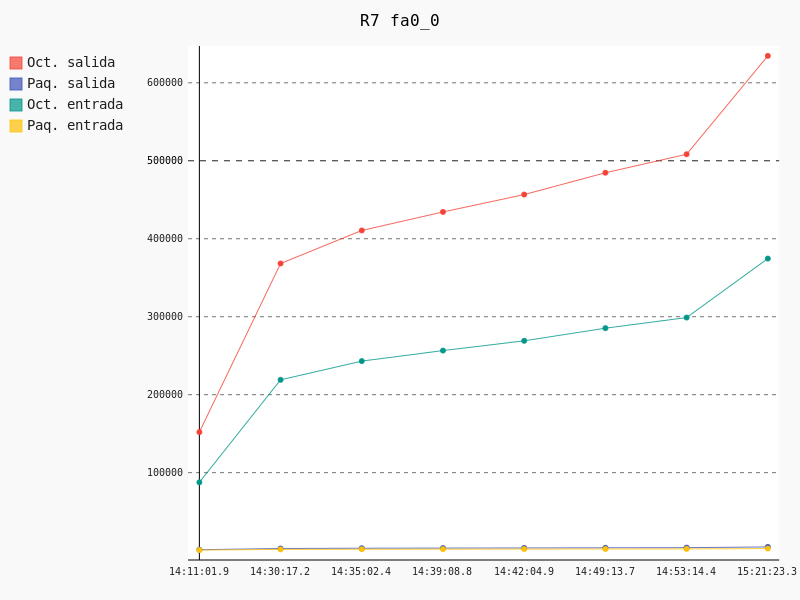 R7 fa0_0
Oct. salida
Paq. salida
Oct. entrada
Paq. entrada
600000
500000
400000
300000
200000
100000
14:11:01.9 14:30:17.2 14:35:02.4 14:39:08.8 14:42:04.9 14:49:13.7 14:53:14.4 15:21:23.3